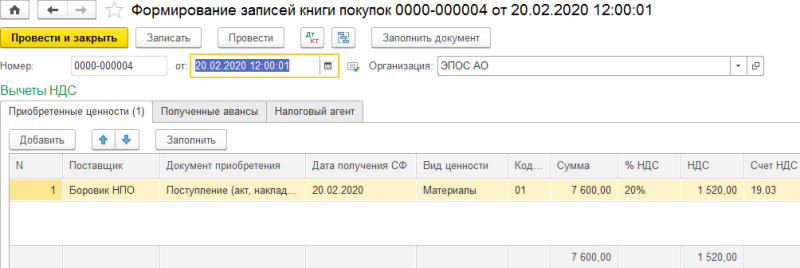 Формирование записей книги покупок 0000-000004 от 20.02.2020 12:00:01
Провести и закрыть Записать Провести Дт Кт Заполнить документ
Номер: 0000-000004 от: 20.02.2020 12:00:01 Организация: ЭПОС АО
Вычеты НДС
Приобретенные ценности (1) Полученные авансы Налоговый агент
Добавить Заполнить
N Поставщик Документ приобретения Дата получения СФ Вид ценности Код... Сумма % НДС НДС Счет НДС
1 Боровик НПО Поступление (акт, наклад... 20.02.2020 Материалы 01 7 600,00 20% 1 520,00 19.03
7 600,00 1 520,00